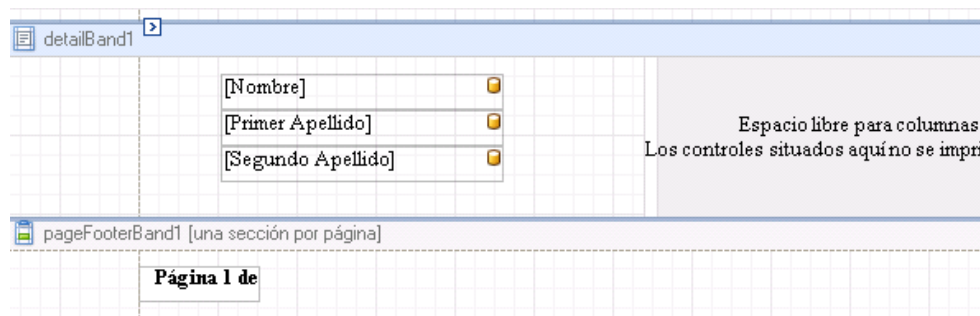 detailBand1
[Nombre]
[Primer Apellido]
[Segundo Apellido]
Espacio libre para columnas
Los controles situados aquí no se impri
pageFooterBand1 [una sección por página]
Página 1 de